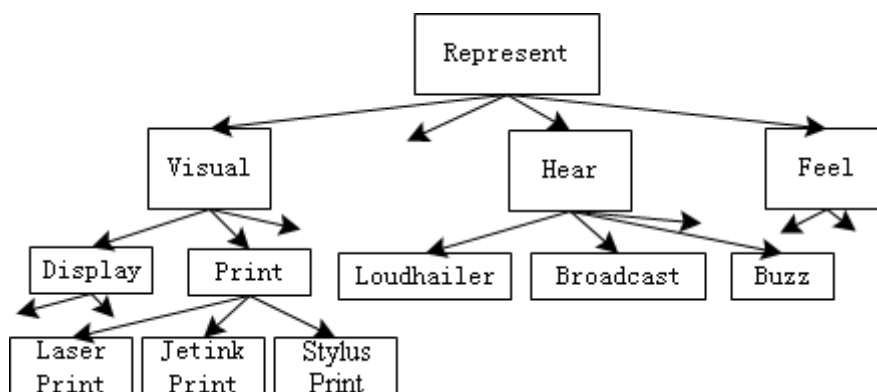 Represent
Visual
Hear
Feel
Display
Print
Loudhailer
Broadcast
Buzz
Laser
Print
Jetink
Print
Stylus
Print